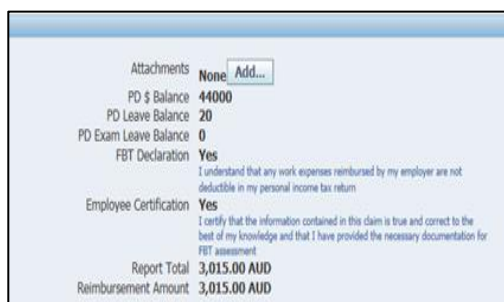 Attachments None Add...
PD $ Balance 44000
PD Leave Balance 20
PD Exam Leave Balance 0
FBT Declaration Yes
I understand that any work expenses reimbursed by my employer are not
deductible in my personal income tax return
Employee Certification Yes
I certify that the information contained in this claim is true and correct to the
best of my knowledge and that I have provided the necessary documentation for
FBT assessment
Report Total 3,015.00 AUD
Reimbursement Amount 3,015.00 AUD